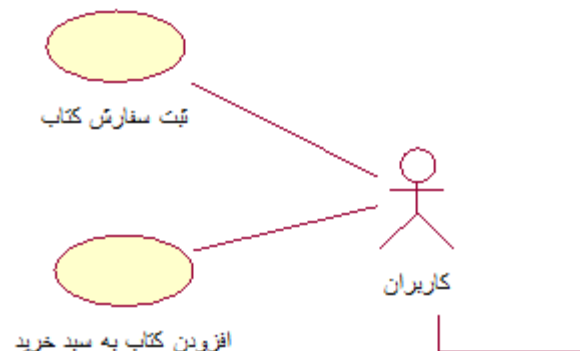 ثبت سفارش کتاب
کاربران
افزودن کتاب به سبد خرید